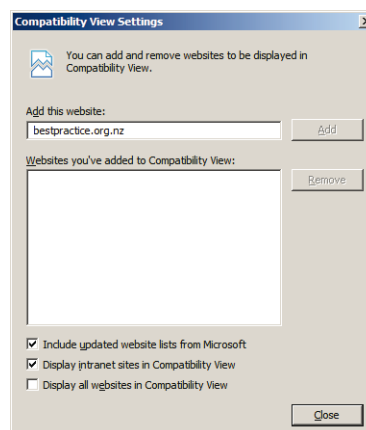 Compatibility View Settings
You can add and remove websites to be displayed in
Compatibility View.
Add this website:
bestpractice.org.nz
Add
Websites you've added to Compatibility View:
Remove
Include updated website lists from Microsoft
Display intranet sites in Compatibility View
Display all websites in Compatibility View
Close